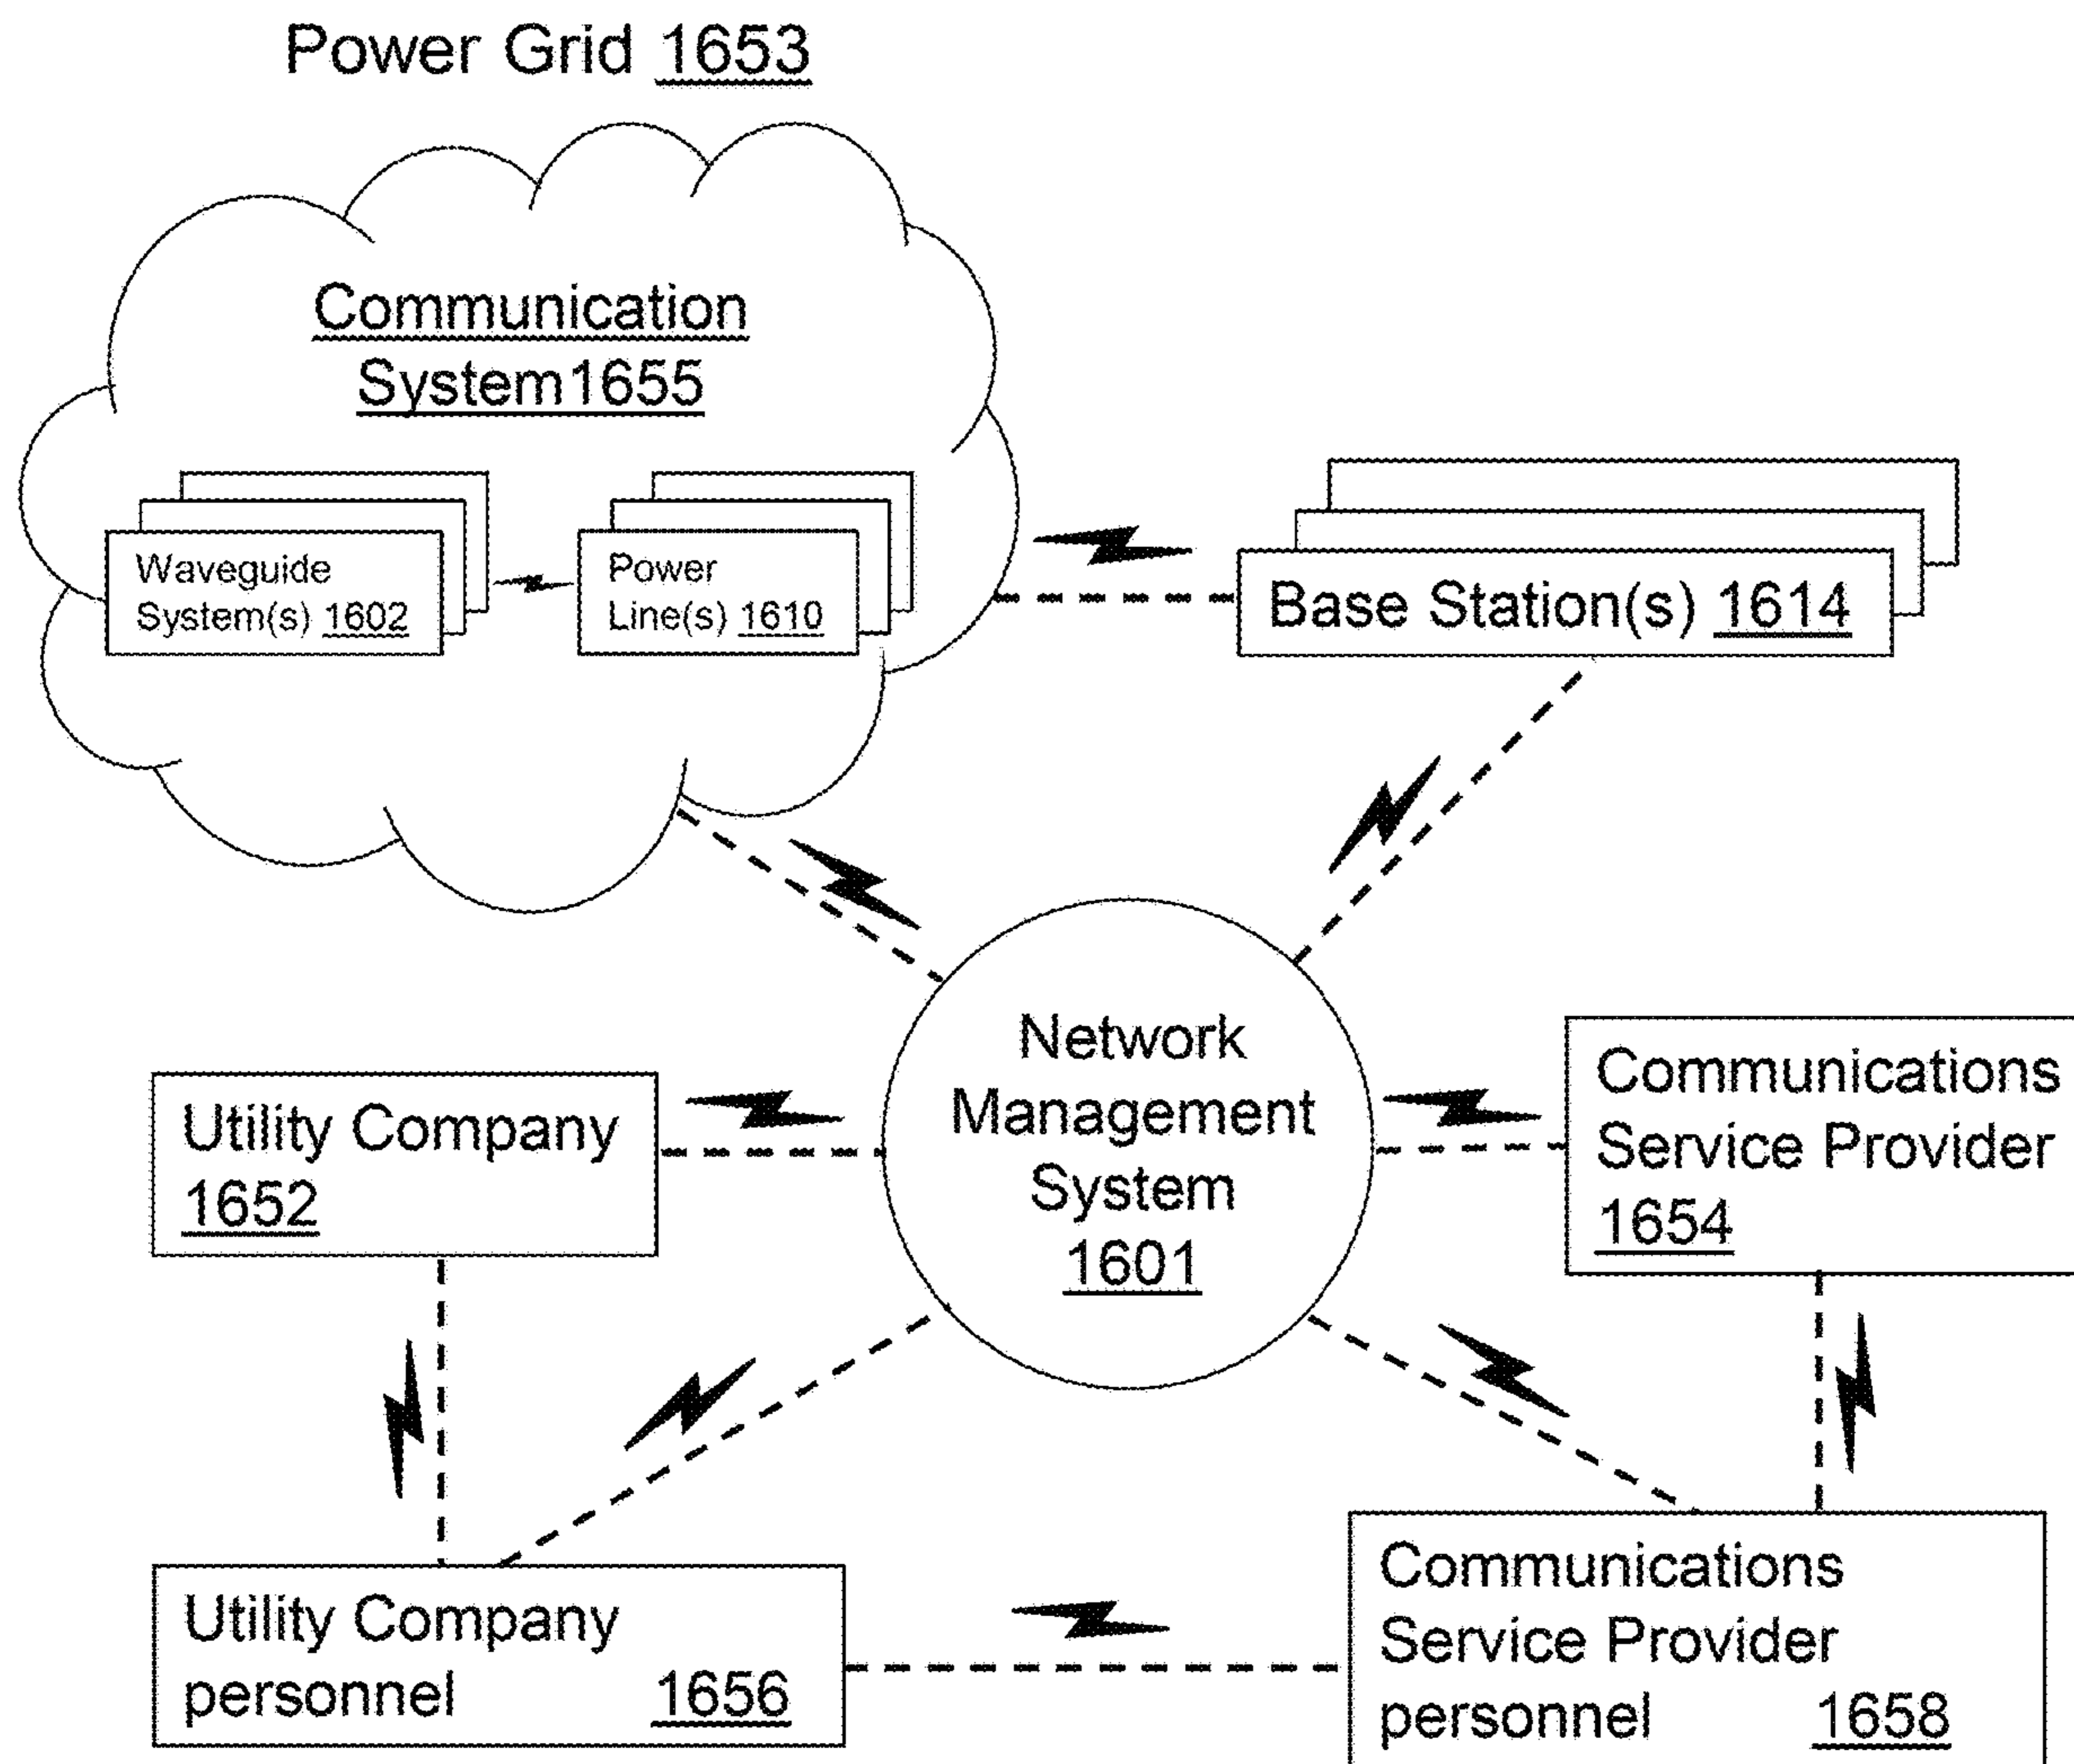 Power Grid 1653
Communication
System1655
Waveguide
System(s) 1602
Power
Line(s) 1610
Base Station(s) 1614
Network
Management
System
1601
Utility Company
1652
Communications
Service Provider
1654
Utility Company
personnel 1656
Communications
Service Provider
personnel 1658